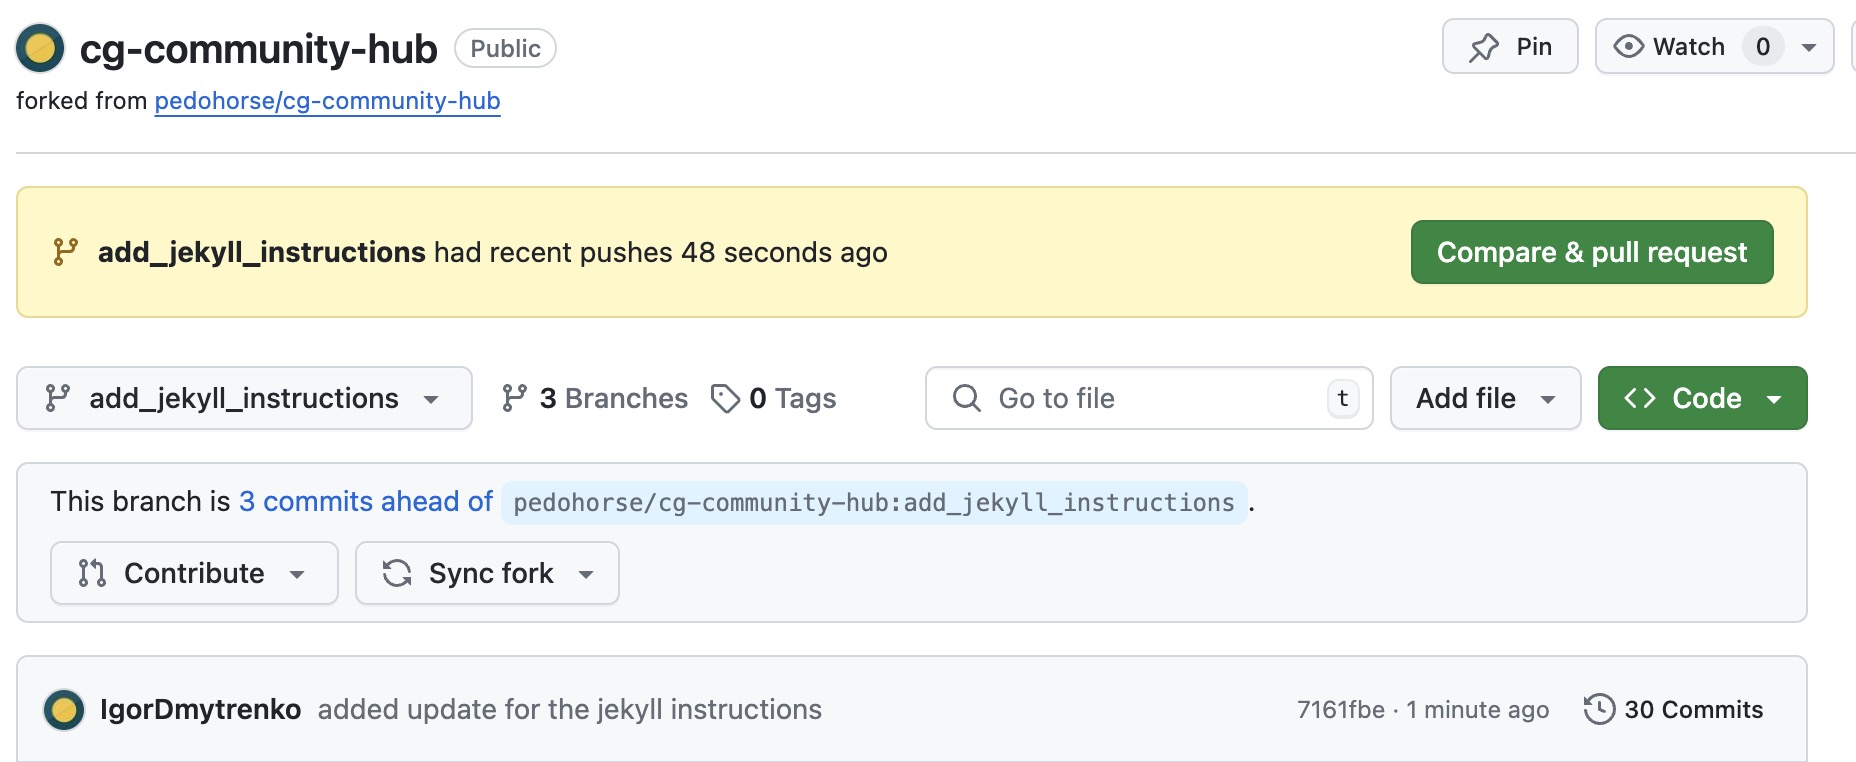 cg-community-hub Public Pin Watch 0
forked from pedohorse/cg-community-hub
add_jekyll_instructions had recent pushes 48 seconds ago Compare & pull request
add_jekyll_instructions 3 Branches 0 Tags Go to file t Add file Code
This branch is 3 commits ahead of pedohorse/cg-community-hub:add_jekyll_instructions .
Contribute Sync fork
IgorDmytrenko added update for the jekyll instructions 7161fbe · 1 minute ago 30 Commits